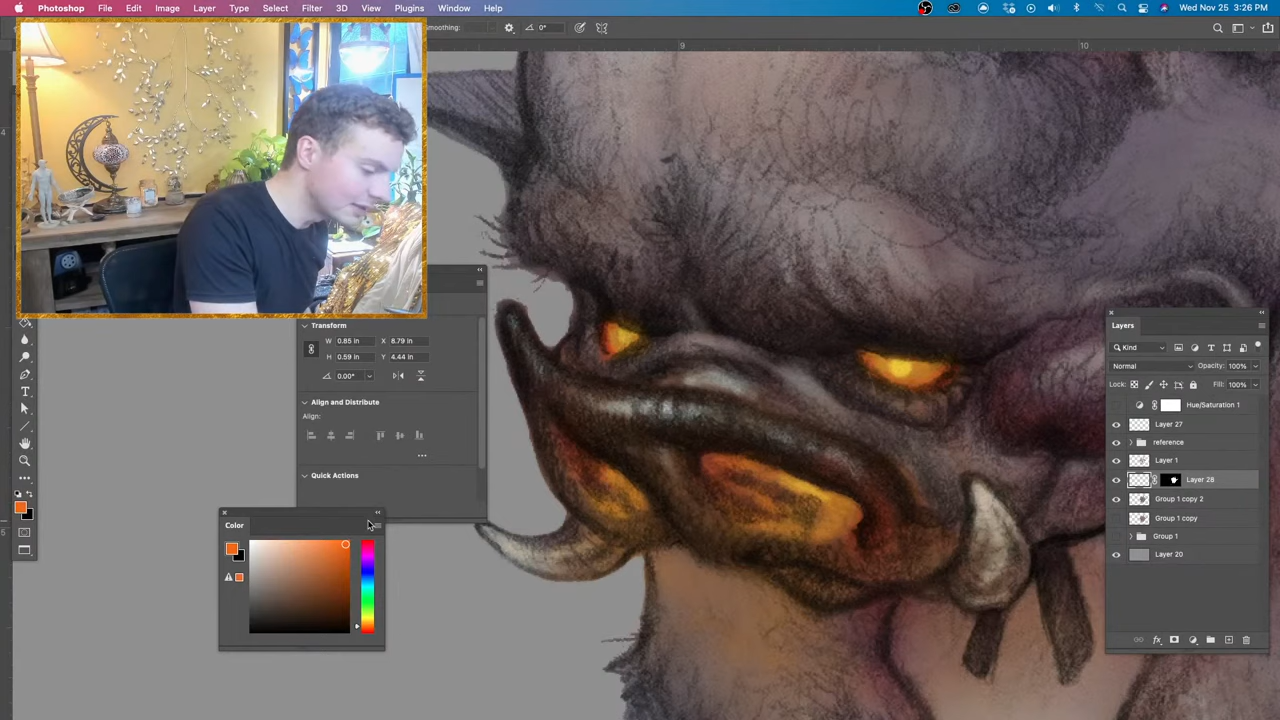 Photoshop File Edit Image Layer Type Select Filter 3D View Plugins Window Help Wed Nov 25 3:26 PM
Smoothing: 0°
9 10
4
5
Transform
W 0.85 in X 8.79 in
H 0.59 in Y 4.44 in
0.00°
Align and Distribute
Align:
Quick Actions
Color
Layers
Kind
Normal Opacity: 100%
Lock: Fill: 100%
Hue/Saturation 1
Layer 27
reference
Layer 1
Layer 28
Group 1 copy 2
Group 1 copy
Group 1
Layer 20
fx